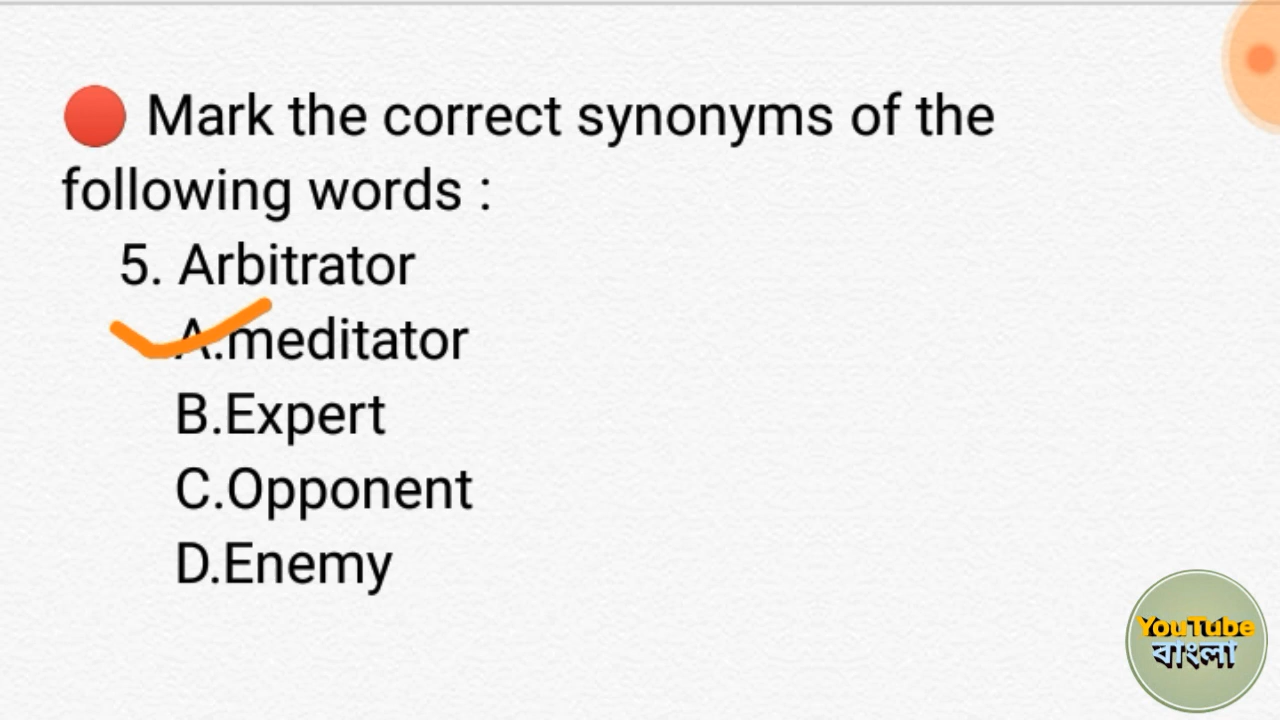 🔴 Mark the correct synonyms of the
following words :
5. Arbitrator
A.meditator
B.Expert
C.Opponent
D.Enemy
YouTube
বাংলা